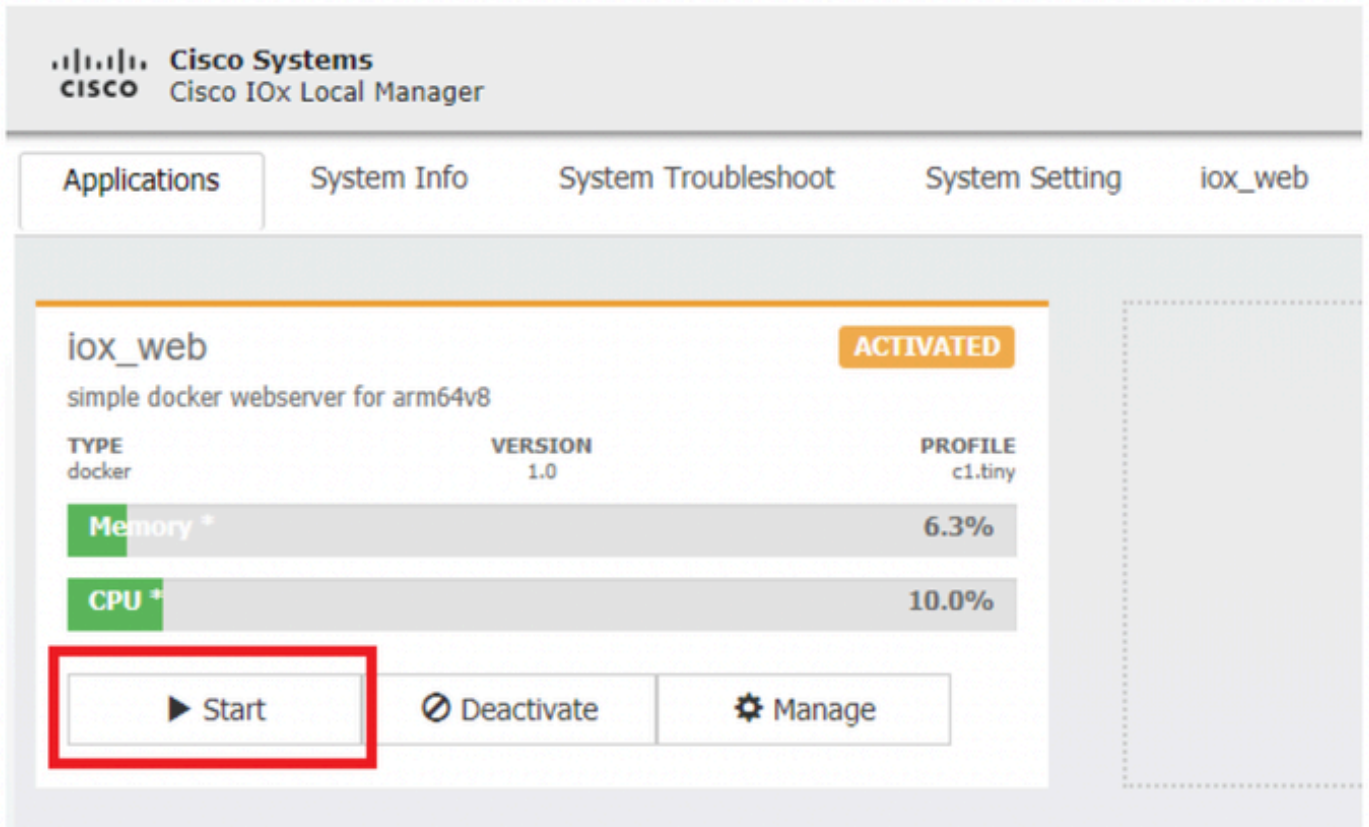 Cisco Systems
CISCO Cisco IOx Local Manager
Applications System Info System Troubleshoot System Setting iox_web
iox_web ACTIVATED
simple docker webserver for arm64v8
TYPE VERSION PROFILE
docker 1.0 c1.tiny
Memory * 6.3%
CPU * 10.0%
Start Deactivate Manage